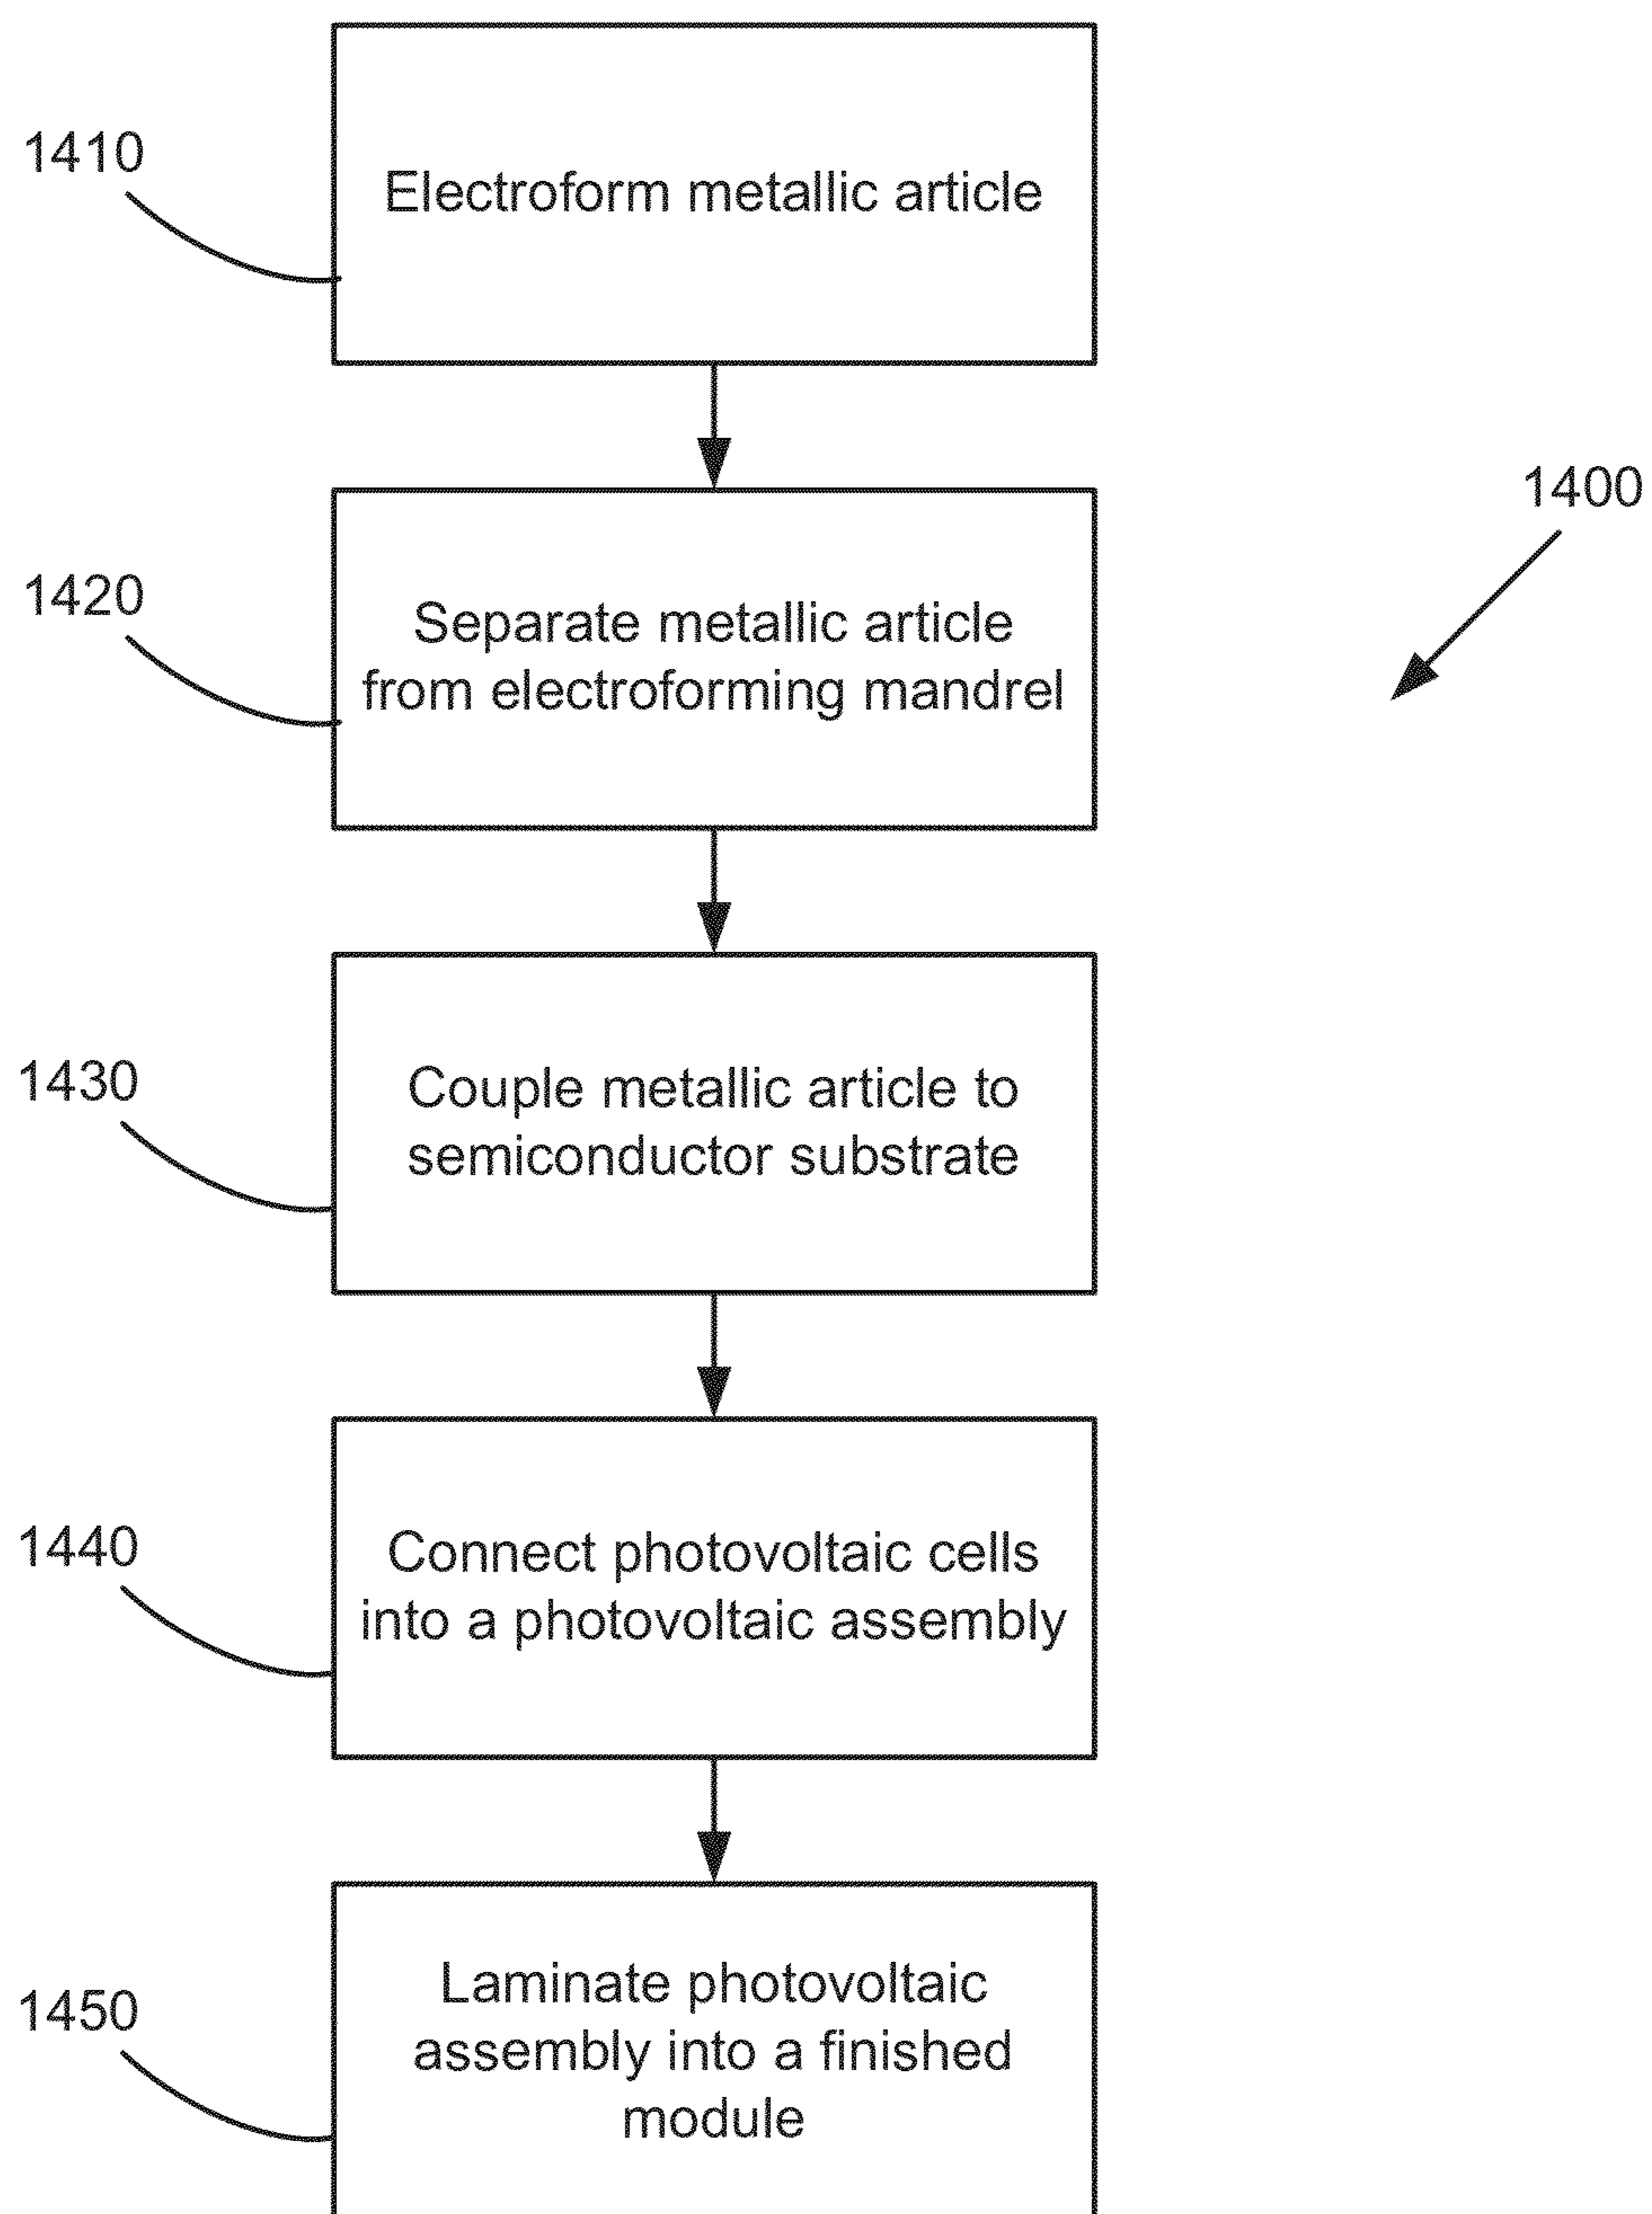 1410
Electroform metallic article
1400
1420
Separate metallic article
from electroforming mandrel
1430
Couple metallic article to
semiconductor substrate
1440
Connect photovoltaic cells
into a photovoltaic assembly
1450
Laminate photovoltaic
assembly into a finished
module